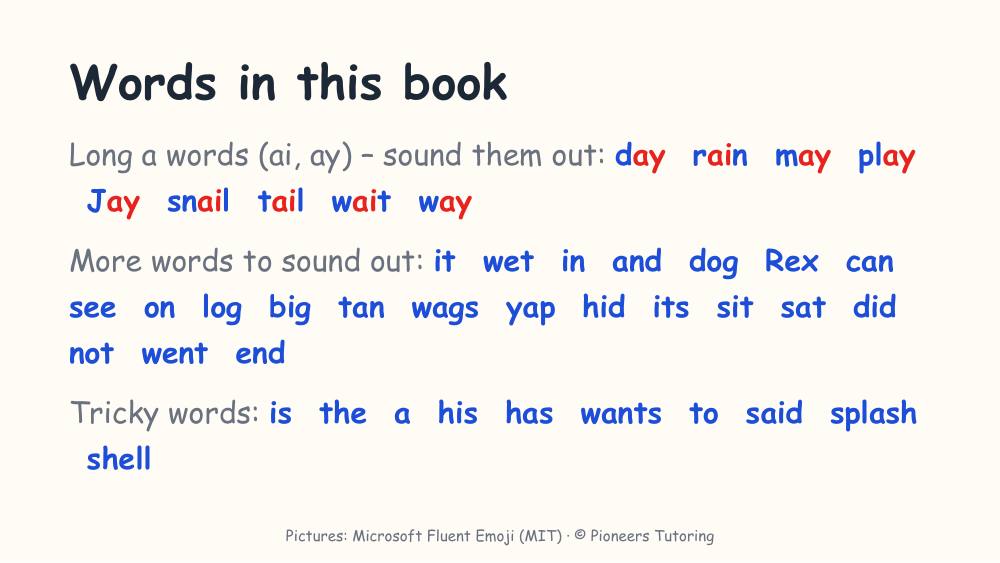 Words in this book
Long a words (ai, ay) – sound them out: day rain may play
Jay snail tail wait way
More words to sound out: it wet in and dog Rex can
see on log big tan wags yap hid its sit sat did
not went end
Tricky words: is the a his has wants to said splash
shell
Pictures: Microsoft Fluent Emoji (MIT) · © Pioneers Tutoring